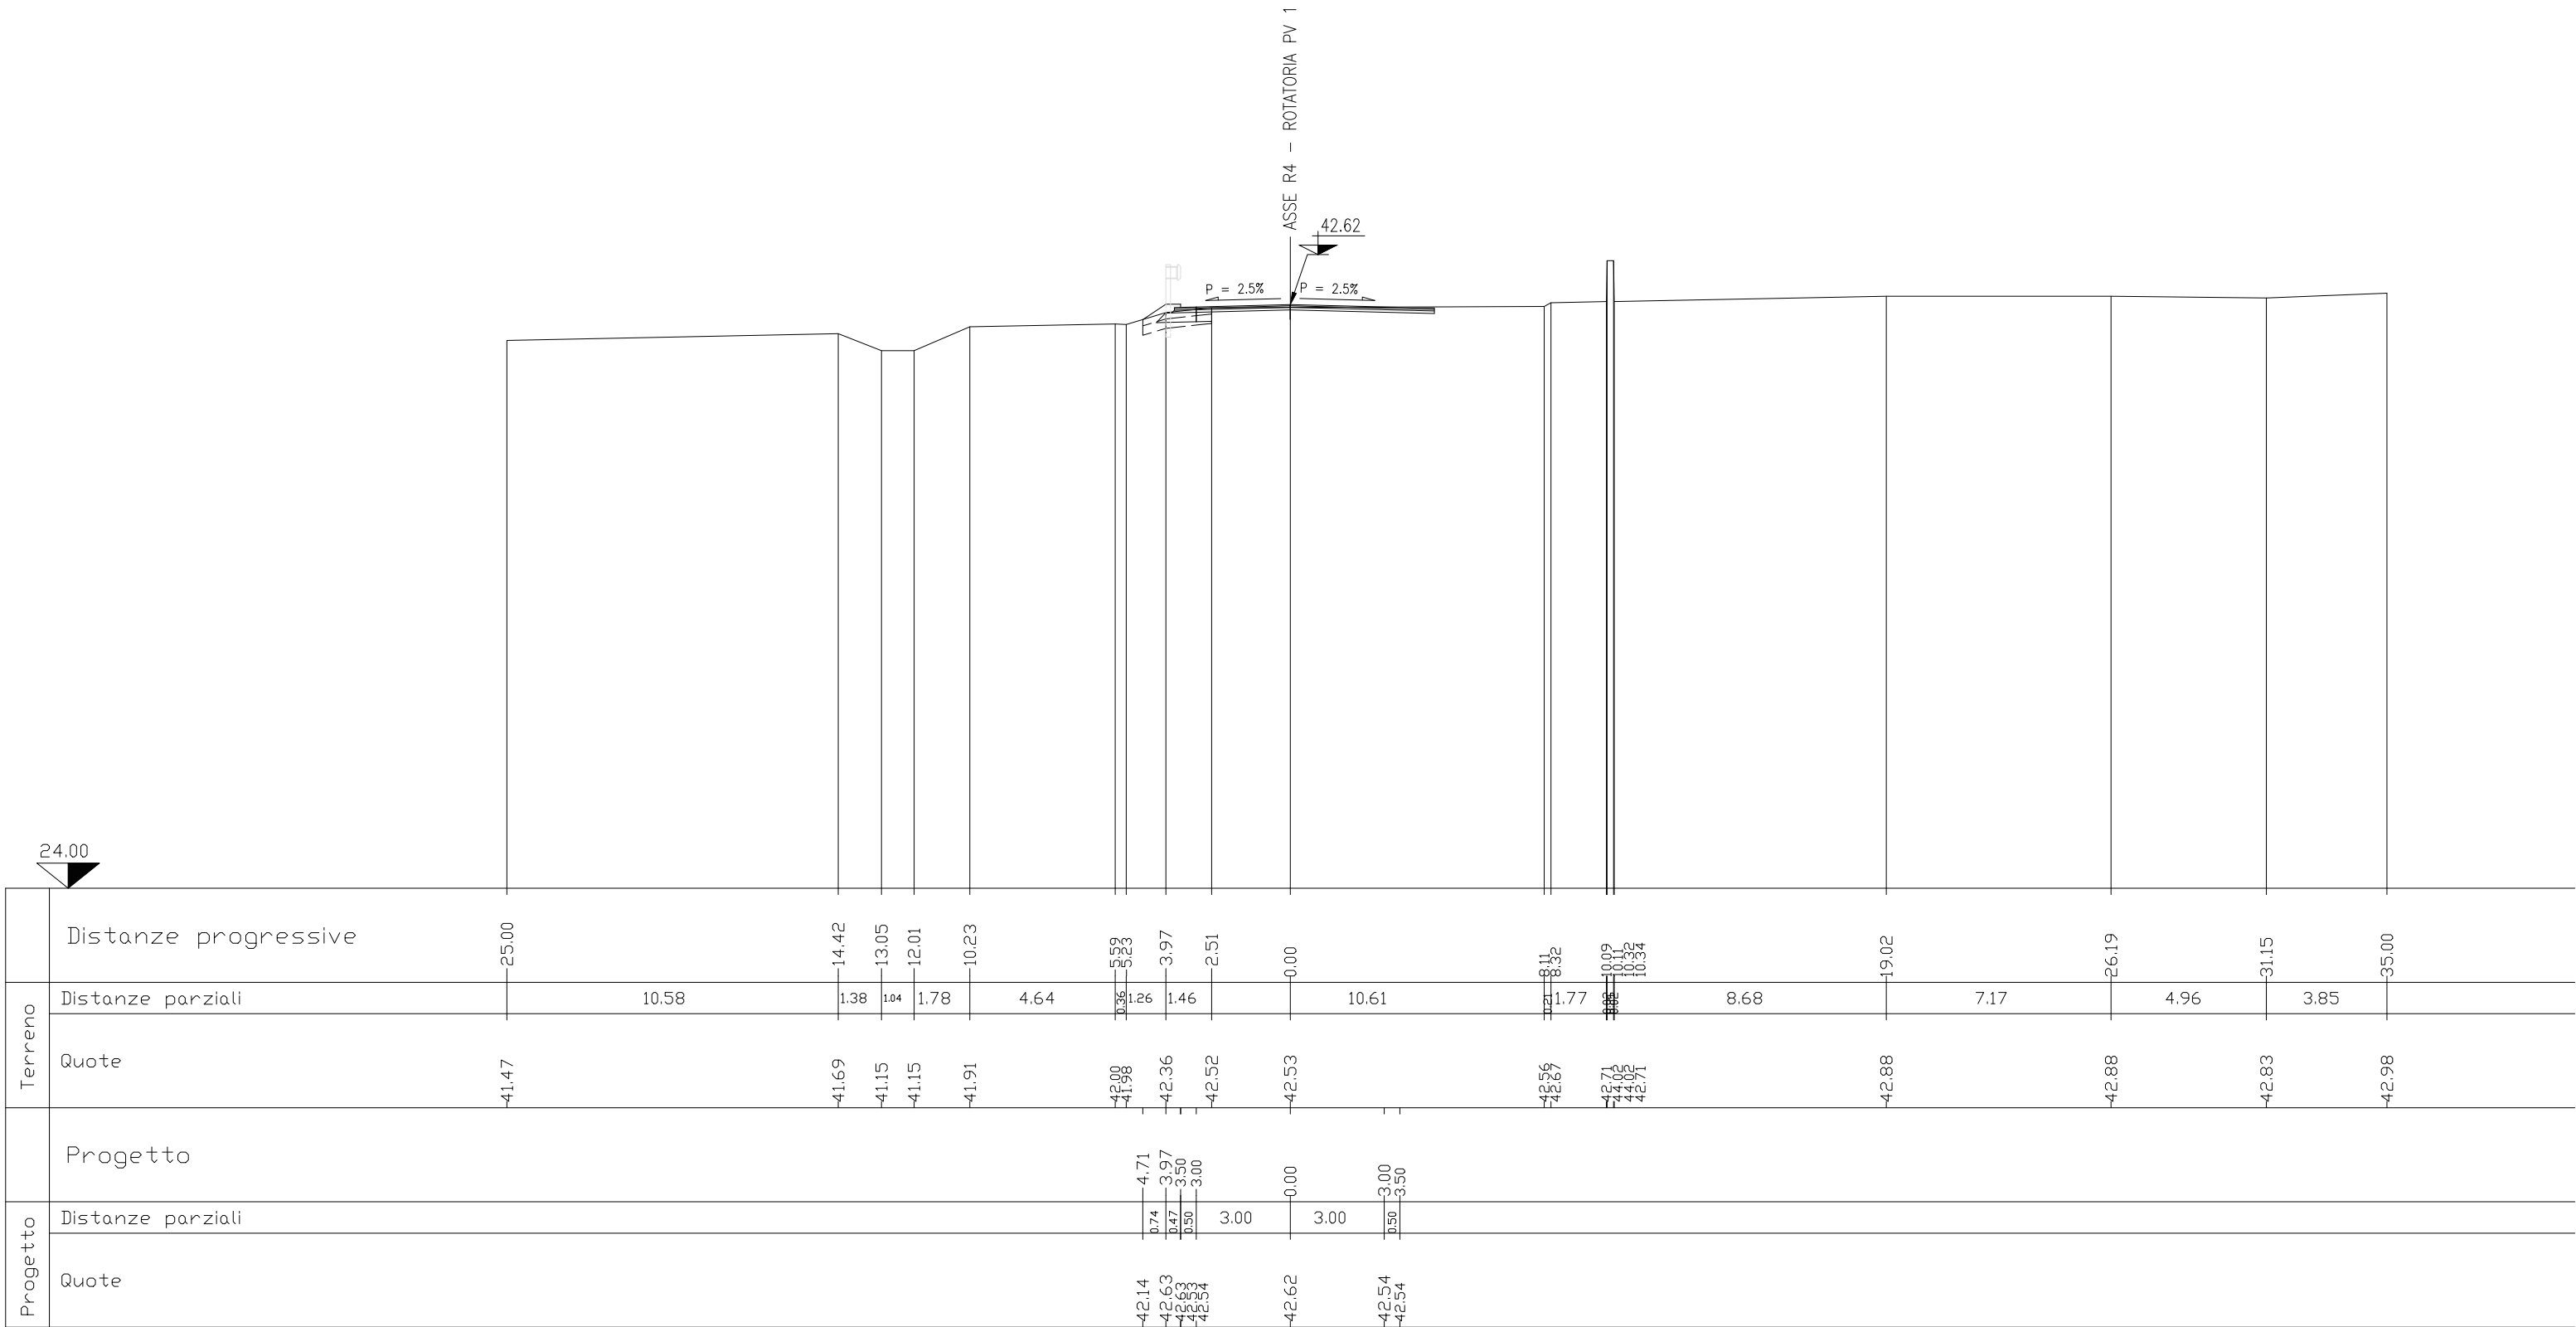 ASSE R4 - ROTATORIA PV 1
42.62
P = 2.5% P = 2.5%
24.00
Distanze progressive
25.00 14.42 13.05 12.01 10.23 5.59 5.23 3.97 2.51 0.00 8.11 8.32 10.09 10.11 10.32 10.34 19.02 26.19 31.15 35.00
Terreno
Distanze parziali
10.58 1.38 1.04 1.78 4.64 0.36 1.26 1.46 10.61 0.21 1.77 0.02 8.68 7.17 4.96 3.85
Quote
41.47 41.69 41.15 41.15 41.91 42.00 41.98 42.36 42.52 42.53 42.56 42.67 42.71 44.02 44.02 42.71 42.88 42.88 42.83 42.98
Progetto
4.71 3.97 3.50 3.00 0.00 3.00 3.50
Progetto
Distanze parziali
0.74 0.47 0.50 3.00 3.00 0.50
Quote
42.14 42.63 42.63 42.53 42.54 42.62 42.54 42.54